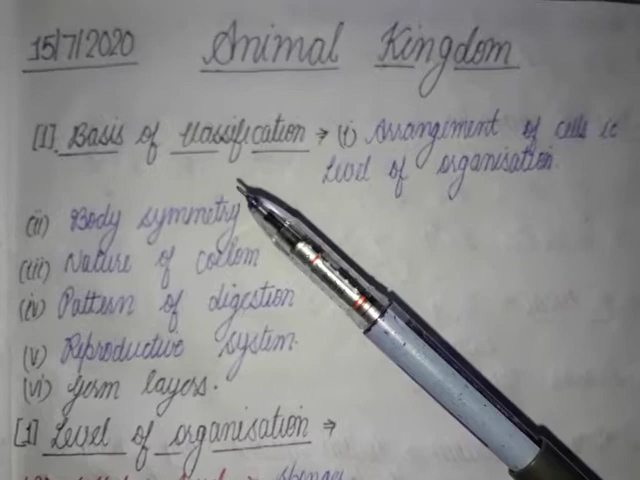 15/7/2020 Animal Kingdom
[I] Basis of classification → (i) Arrangement of cells ie
Level of organisation.
(ii) Body symmetry
(iii) Nature of coelom
(iv) Pattern of digestion
(v) Reproductive system.
(vi) Germ layers.
[I] Level of organisation →
sponges